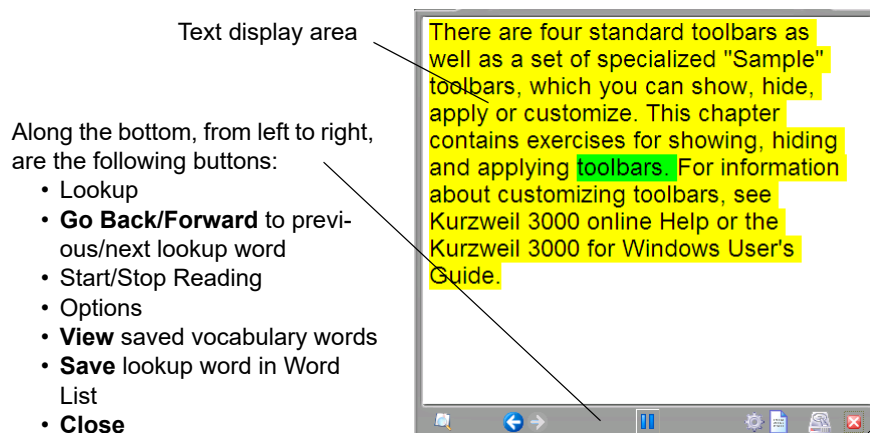 Text display area
Along the bottom, from left to right,
are the following buttons:
• Lookup
• Go Back/Forward to previ-
ous/next lookup word
• Start/Stop Reading
• Options
• View saved vocabulary words
• Save lookup word in Word
List
• Close
There are four standard toolbars as
well as a set of specialized "Sample"
toolbars, which you can show, hide,
apply or customize. This chapter
contains exercises for showing, hiding
and applying toolbars. For information
about customizing toolbars, see
Kurzweil 3000 online Help or the
Kurzweil 3000 for Windows User's
Guide.